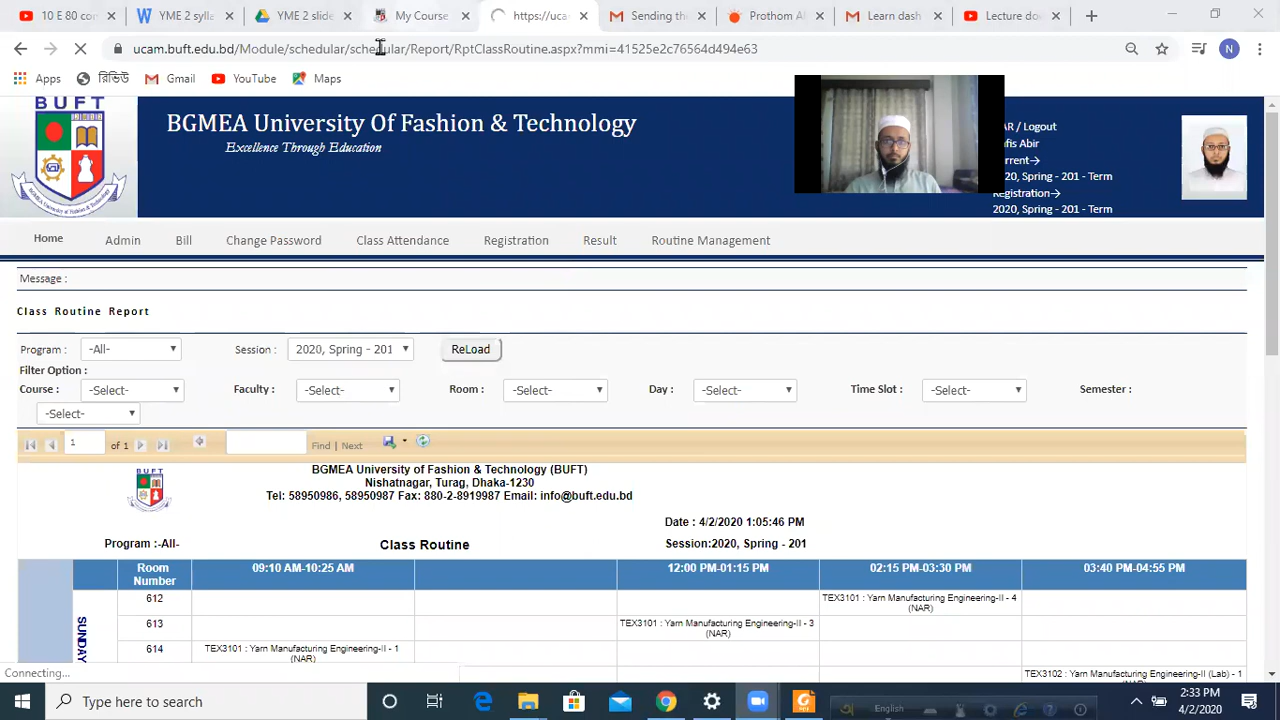 10 E 80 con
YME 2 sylla
YME 2 slide
My Course
https://uca
Sending the
Prothom Al
Learn dash
Lecture do
ucam.buft.edu.bd/Module/schedular/schedular/Report/RptClassRoutine.aspx?mmi=41525e2c76564d494e63
Apps
রিভিউ
Gmail
YouTube
Maps
BUFT
BGMEA University Of Fashion & Technology
Excellence Through Education
AR / Logout
afis Abir
urrent->
020, Spring - 201 - Term
Registration->
2020, Spring - 201 - Term
Home
Admin
Bill
Change Password
Class Attendance
Registration
Result
Routine Management
Message :
Class Routine Report
Program : -All- Session : 2020, Spring - 201 ReLoad
Filter Option :
Course : -Select- Faculty : -Select- Room : -Select- Day : -Select- Time Slot : -Select- Semester :
-Select-
1 of 1 Find | Next
BUFT
BGMEA University of Fashion & Technology (BUFT)
Nishatnagar, Turag, Dhaka-1230
Tel: 58950986, 58950987 Fax: 880-2-8919987 Email: info@buft.edu.bd
Date : 4/2/2020 1:05:46 PM
Program :-All- Class Routine Session:2020, Spring - 201
Room Number 09:10 AM-10:25 AM 12:00 PM-01:15 PM 02:15 PM-03:30 PM 03:40 PM-04:55 PM
SUNDAY
612 TEX3101 : Yarn Manufacturing Engineering-II - 4 (NAR)
613 TEX3101 : Yarn Manufacturing Engineering-II - 3 (NAR)
614 TEX3101 : Yarn Manufacturing Engineering-II - 1 (NAR)
TEX3102 : Yarn Manufacturing Engineering-II (Lab) - 1
Connecting...
Type here to search
English
2:33 PM
4/2/2020